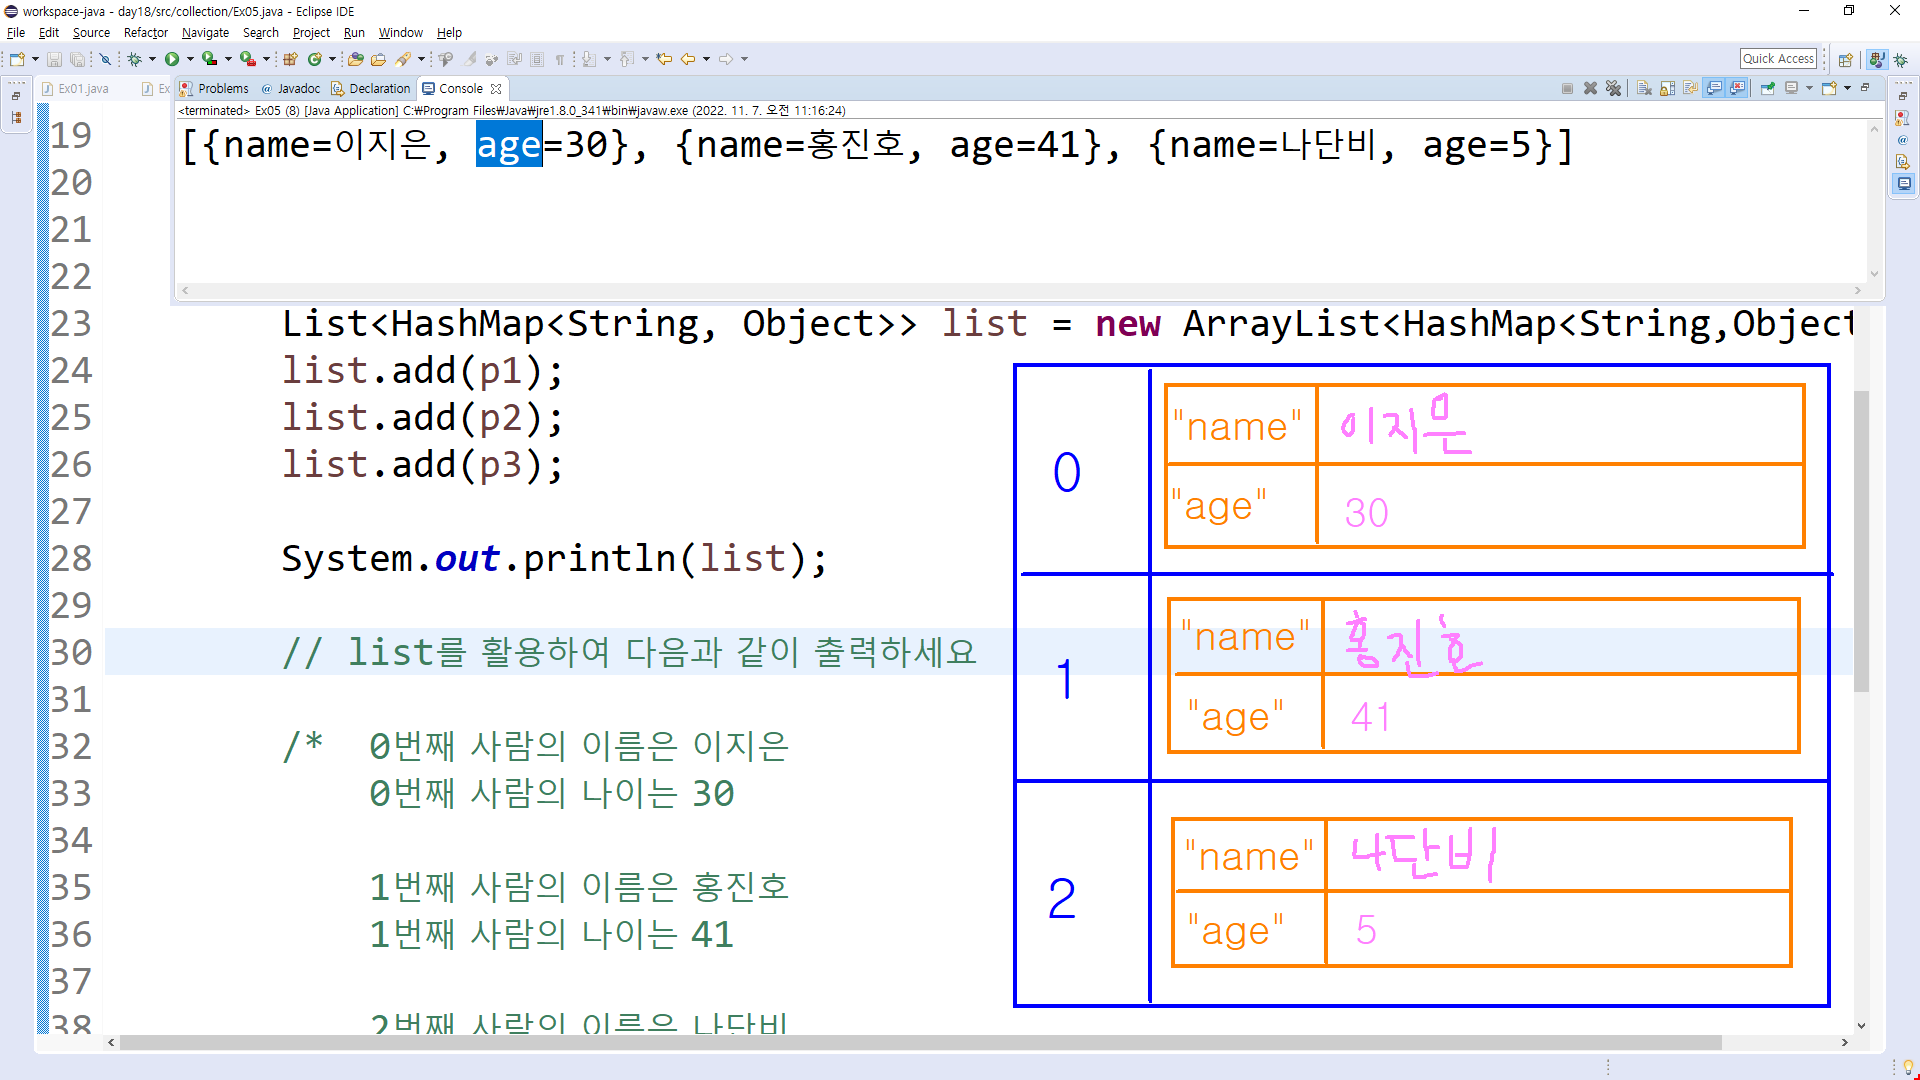 workspace-java - day18/src/collection/Ex05.java - Eclipse IDE
File Edit Source Refactor Navigate Search Project Run Window Help
Quick Access
Ex01.java Ex Problems @ Javadoc Declaration Console
<terminated> Ex05 (8) [Java Application] C:₩Program Files₩Java₩jre1.8.0_341₩bin₩javaw.exe (2022. 11. 7. 오전 11:16:24)
[{name=이지은, age=30}, {name=홍진호, age=41}, {name=나단비, age=5}]
19
20
21
22
23 List<HashMap<String, Object>> list = new ArrayList<HashMap<String,Object
24 list.add(p1);
25 list.add(p2);
26 list.add(p3);
27
28 System.out.println(list);
29
30 // list를 활용하여 다음과 같이 출력하세요
31
32 /* 0번째 사람의 이름은 이지은
33 0번째 사람의 나이는 30
34
35 1번째 사람의 이름은 홍진호
36 1번째 사람의 나이는 41
37
38 2번째 사람의 이름은 나단비
0
"name" 이지은
"age" 30
1
"name" 홍진호
"age" 41
2
"name" 나단비
"age" 5